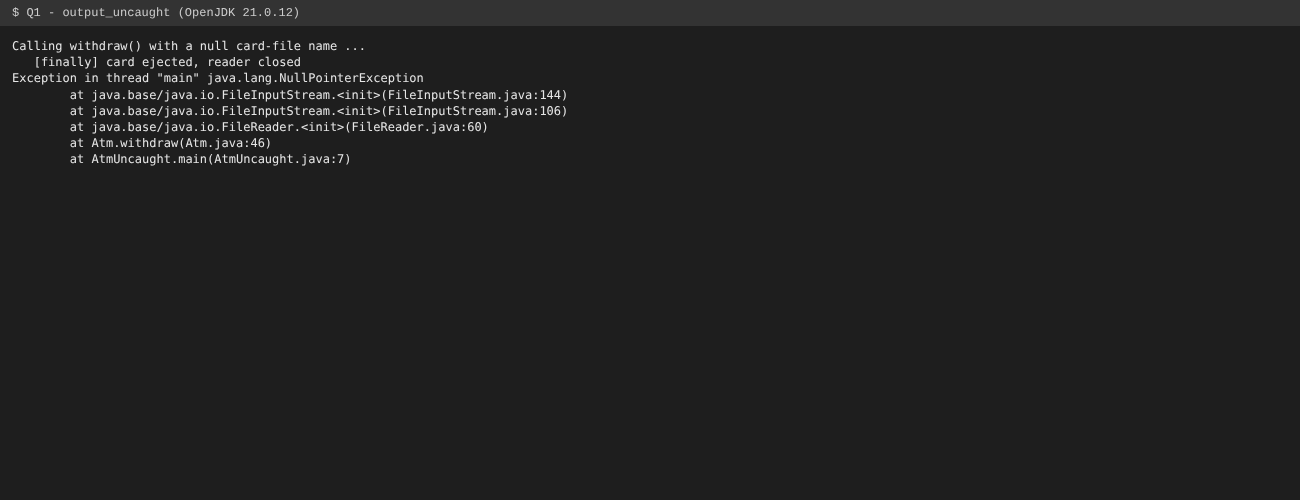 $ Q1 - output_uncaught (OpenJDK 21.0.12)
Calling withdraw() with a null card-file name ...
   [finally] card ejected, reader closed
Exception in thread "main" java.lang.NullPointerException
        at java.base/java.io.FileInputStream.<init>(FileInputStream.java:144)
        at java.base/java.io.FileInputStream.<init>(FileInputStream.java:106)
        at java.base/java.io.FileReader.<init>(FileReader.java:60)
        at Atm.withdraw(Atm.java:46)
        at AtmUncaught.main(AtmUncaught.java:7)